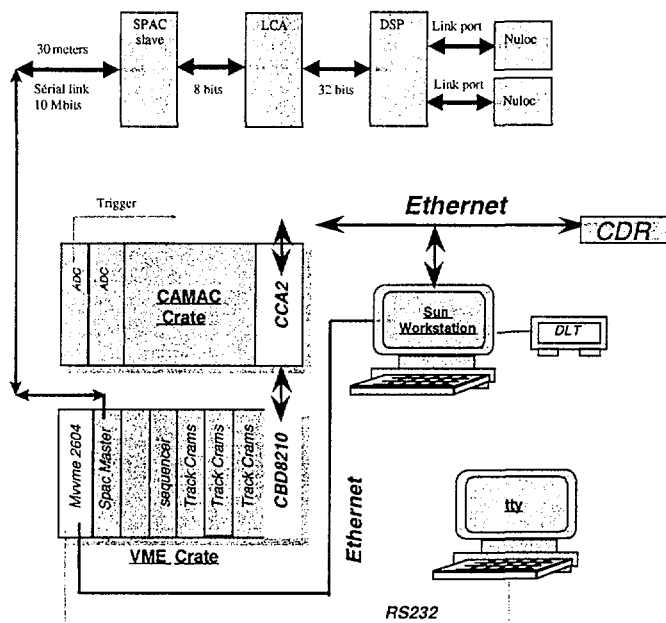 SPAC
slave
LCA
DSP
Link port
Nuloc
30 meters
Sérial link
10 Mbits
8 bits
32 bits
Link port
Nuloc
Trigger
Ethernet
CDR
ADC
ADC
CAMAC
Crate
CCA2
Sun
Workstation
DLT
Mvvme 2604
Spac Master
sequencer
Track Crams
Track Crams
Track Crams
CBD8210
VME Crate
Ethernet
tty
RS232